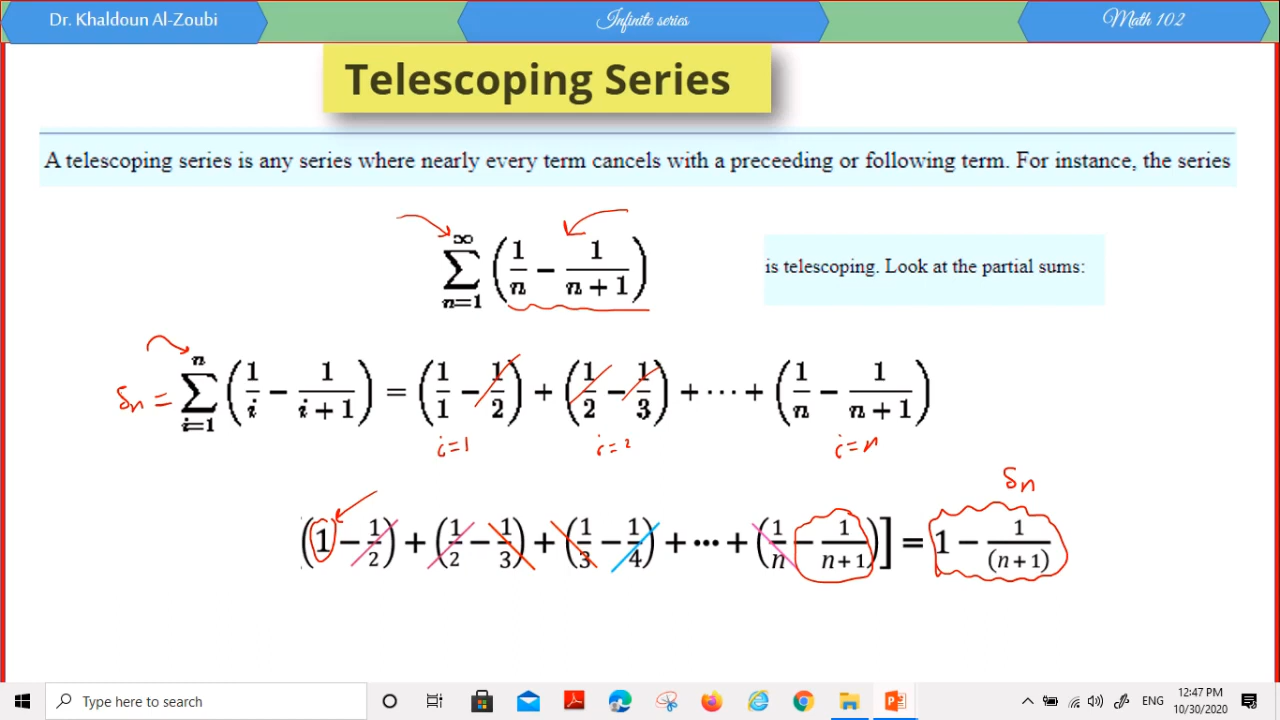 Dr. Khaldoun Al-Zoubi
Infinite series
Math 102
Telescoping Series
A telescoping series is any series where nearly every term cancels with a preceeding or following term. For instance, the series
∑_{n=1}^{∞} (1/n − 1/(n+1))
is telescoping. Look at the partial sums:
Sn = ∑_{i=1}^{n} (1/i − 1/(i+1)) = (1/1 − 1/2) + (1/2 − 1/3) + ⋯ + (1/n − 1/(n+1))
i=1 i=2 i=n
Sn
(1 − 1/2) + (1/2 − 1/3) + (1/3 − 1/4) + ⋯ + (1/n − 1/(n+1))] = 1 − 1/(n+1)
Type here to search
ENG
12:47 PM
10/30/2020